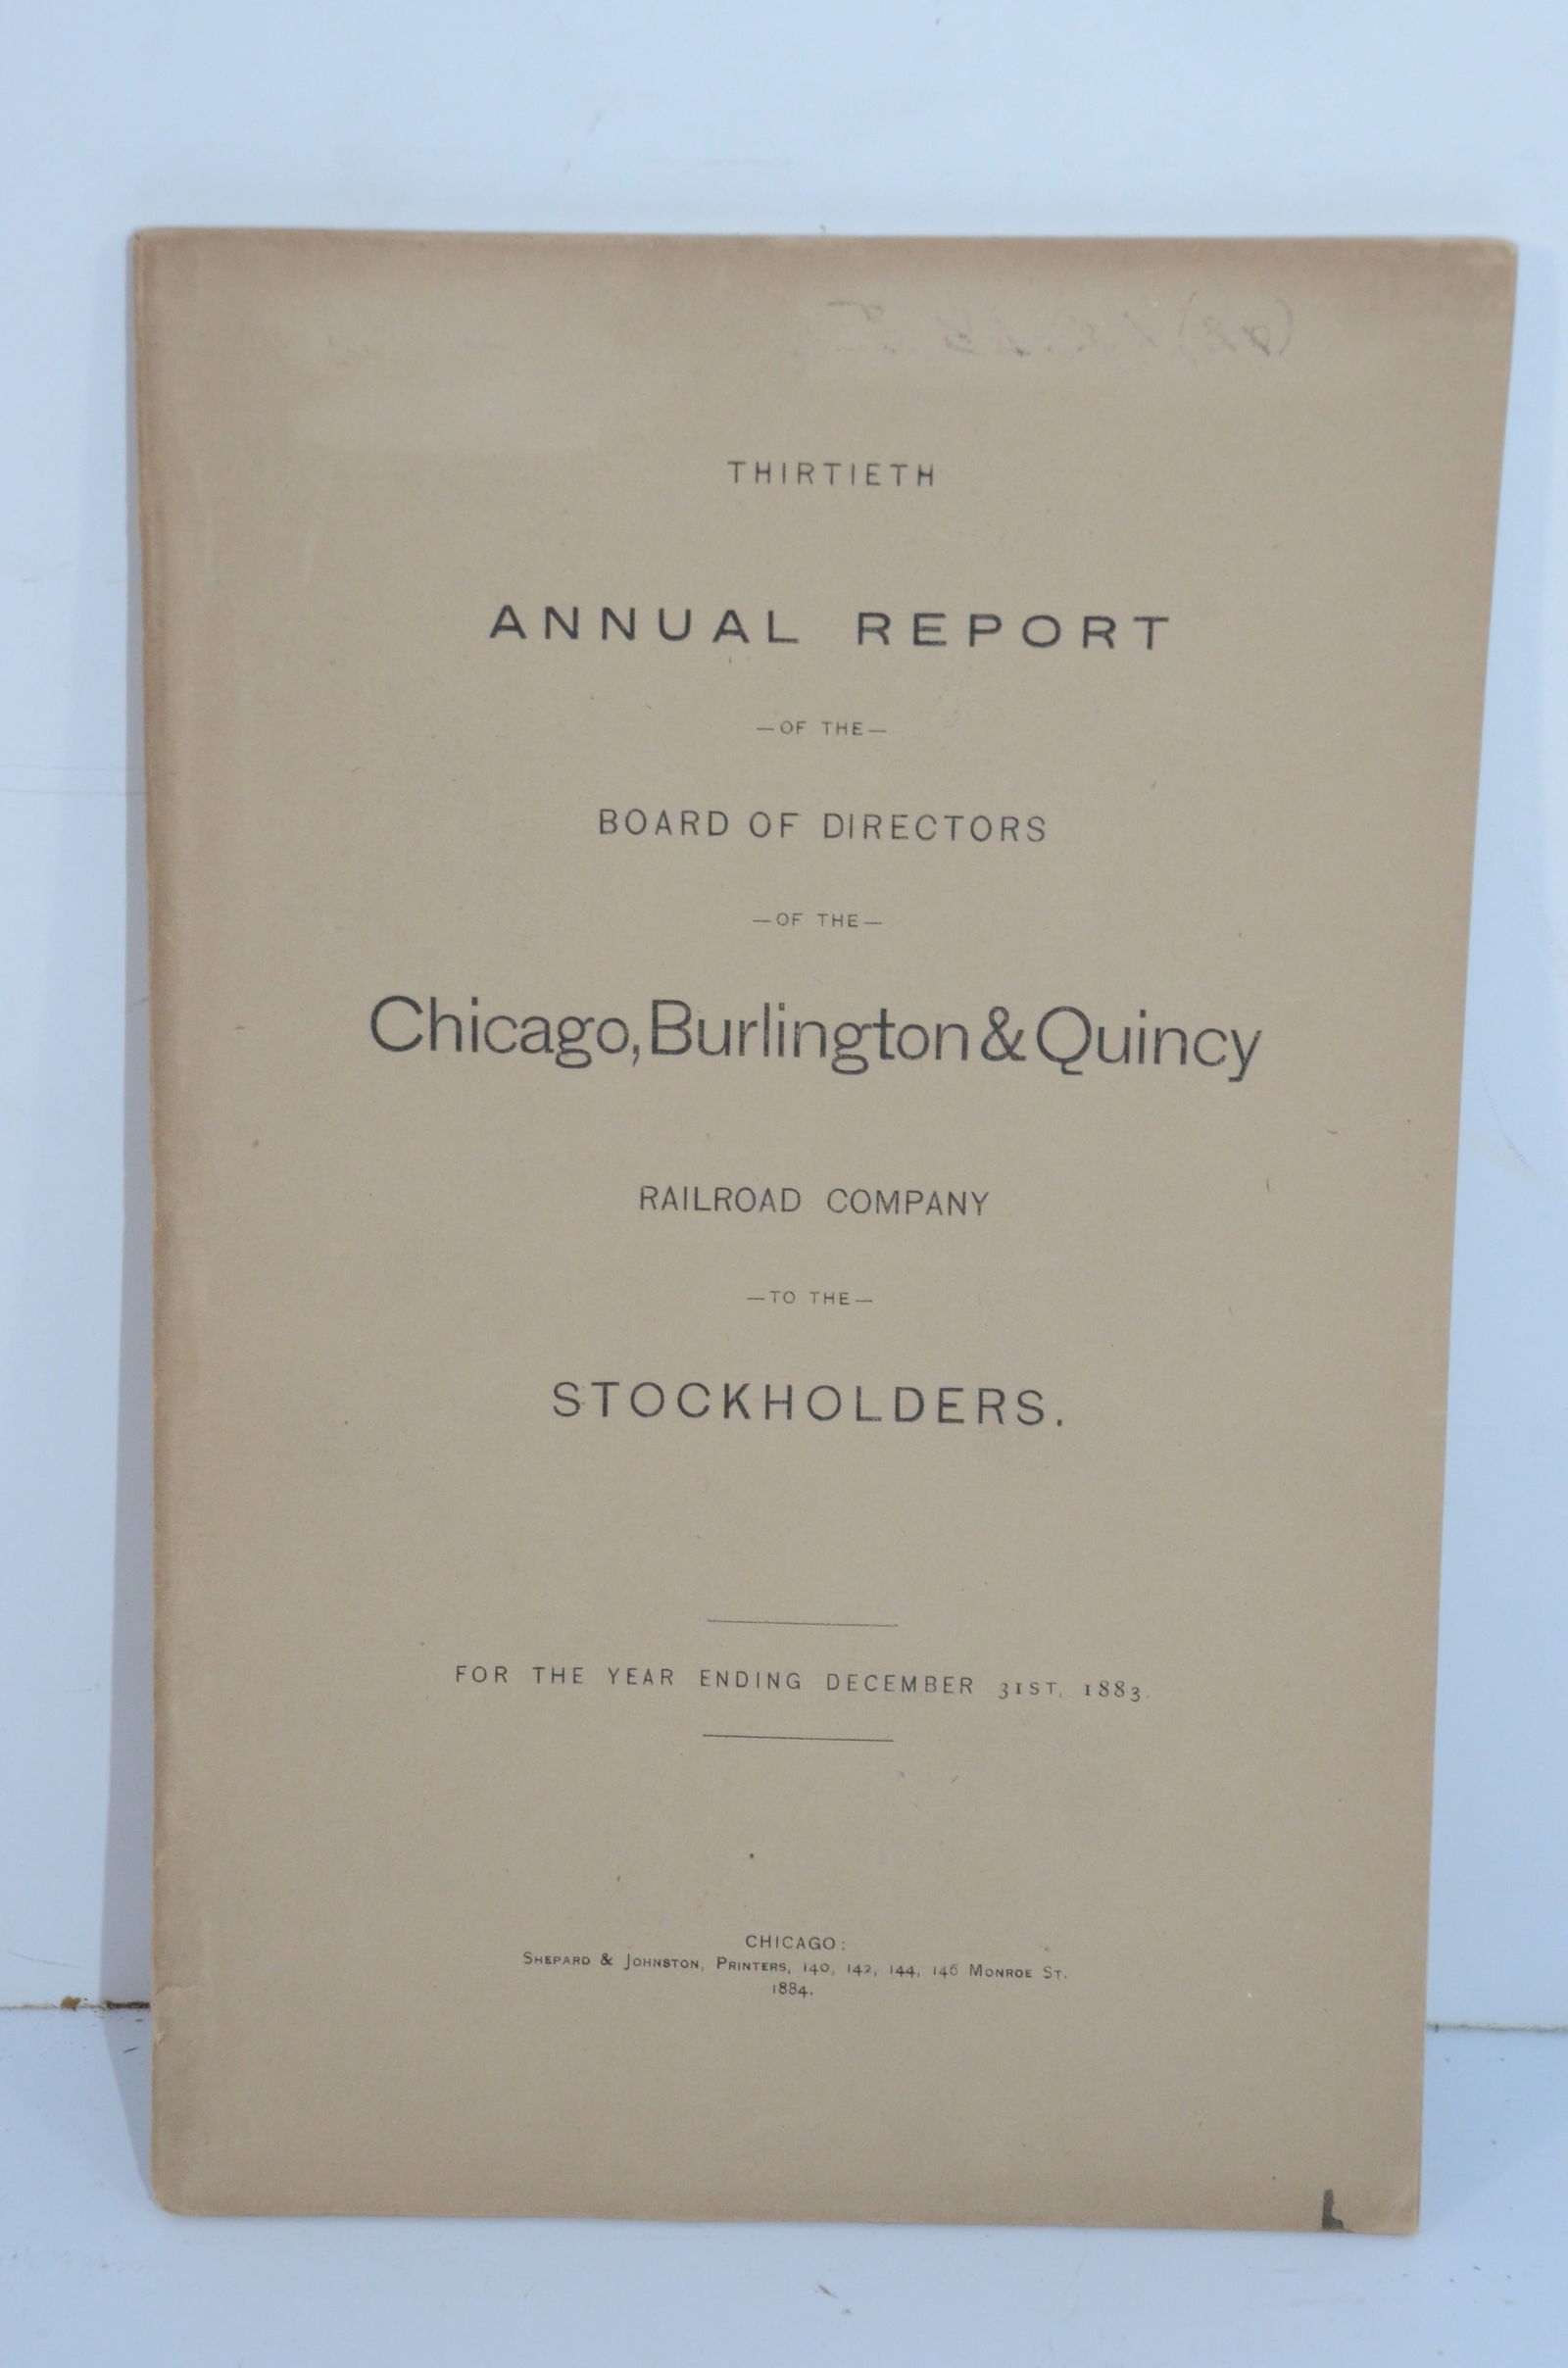 THIRTIETH
ANNUAL REPORT
—OF THE—
BOARD OF DIRECTORS
—OF THE—
Chicago, Burlington & Quincy
RAILROAD COMPANY
—TO THE—
STOCKHOLDERS.
FOR THE YEAR ENDING DECEMBER 31ST, 1883.
CHICAGO:
SHEPARD & JOHNSTON, PRINTERS, 140, 142, 144, 146 MONROE ST.
1884.